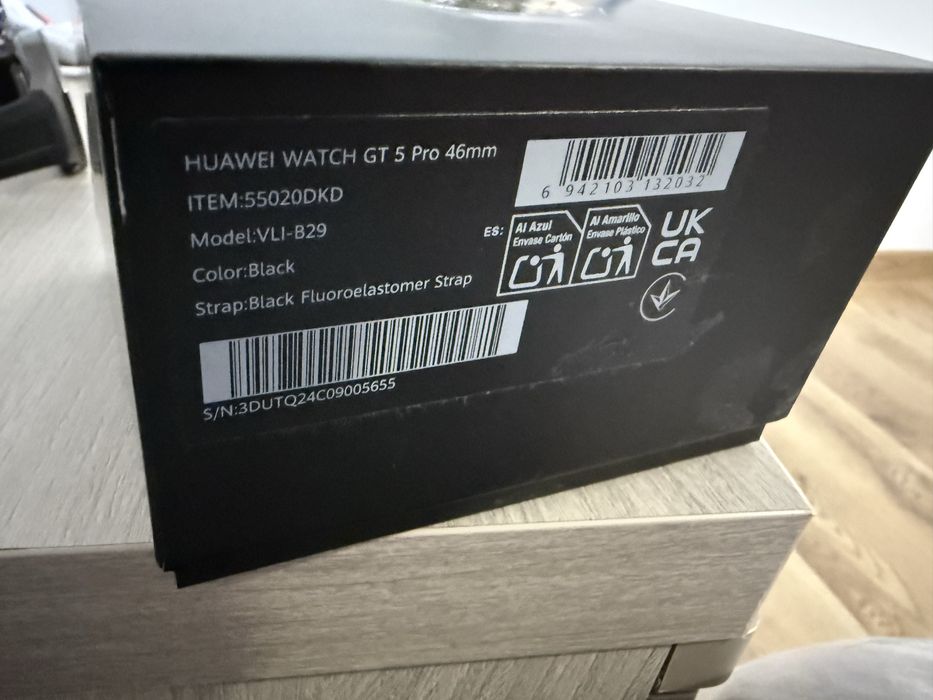 HUAWEI WATCH GT 5 Pro 46mm
ITEM:55020DKD
Model:VLI-B29
Color:Black
Strap:Black Fluoroelastomer Strap
S/N:3DUTQ24C09005655
6 942103 132032
ES:
Al Azul
Envase Cartón
Al Amarillo
Envase Plástico
UK
CA